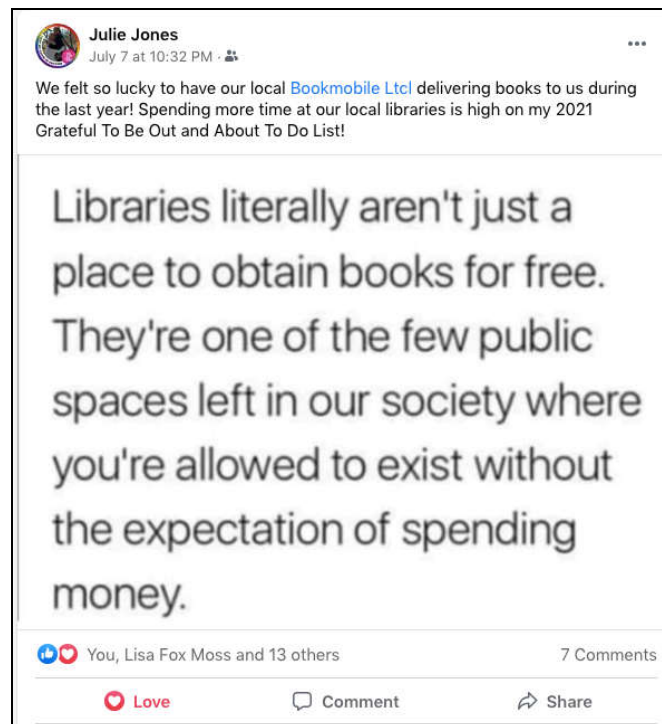 Julie Jones
July 7 at 10:32 PM ·
We felt so lucky to have our local Bookmobile Ltcl delivering books to us during
the last year! Spending more time at our local libraries is high on my 2021
Grateful To Be Out and About To Do List!
Libraries literally aren't just a
place to obtain books for free.
They're one of the few public
spaces left in our society where
you're allowed to exist without
the expectation of spending
money.
You, Lisa Fox Moss and 13 others 7 Comments
Love Comment Share